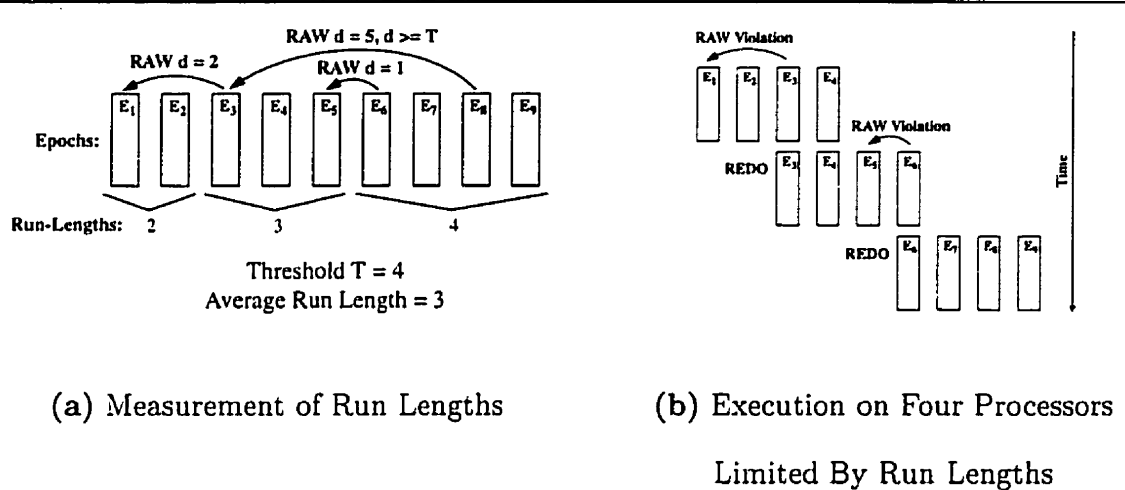 RAW d = 5, d >= T
RAW d = 2
RAW d = 1
E1 E2 E3 E4 E5 E6 E7 E8 E9
Epochs:
Run-Lengths: 2 3 4
Threshold T = 4
Average Run Length = 3
(a) Measurement of Run Lengths
RAW Violation
E1 E2 E3 E4
RAW Violation
REDO E3 E4 E5 E6
REDO E6 E7 E8 E9
Time
(b) Execution on Four Processors
Limited By Run Lengths